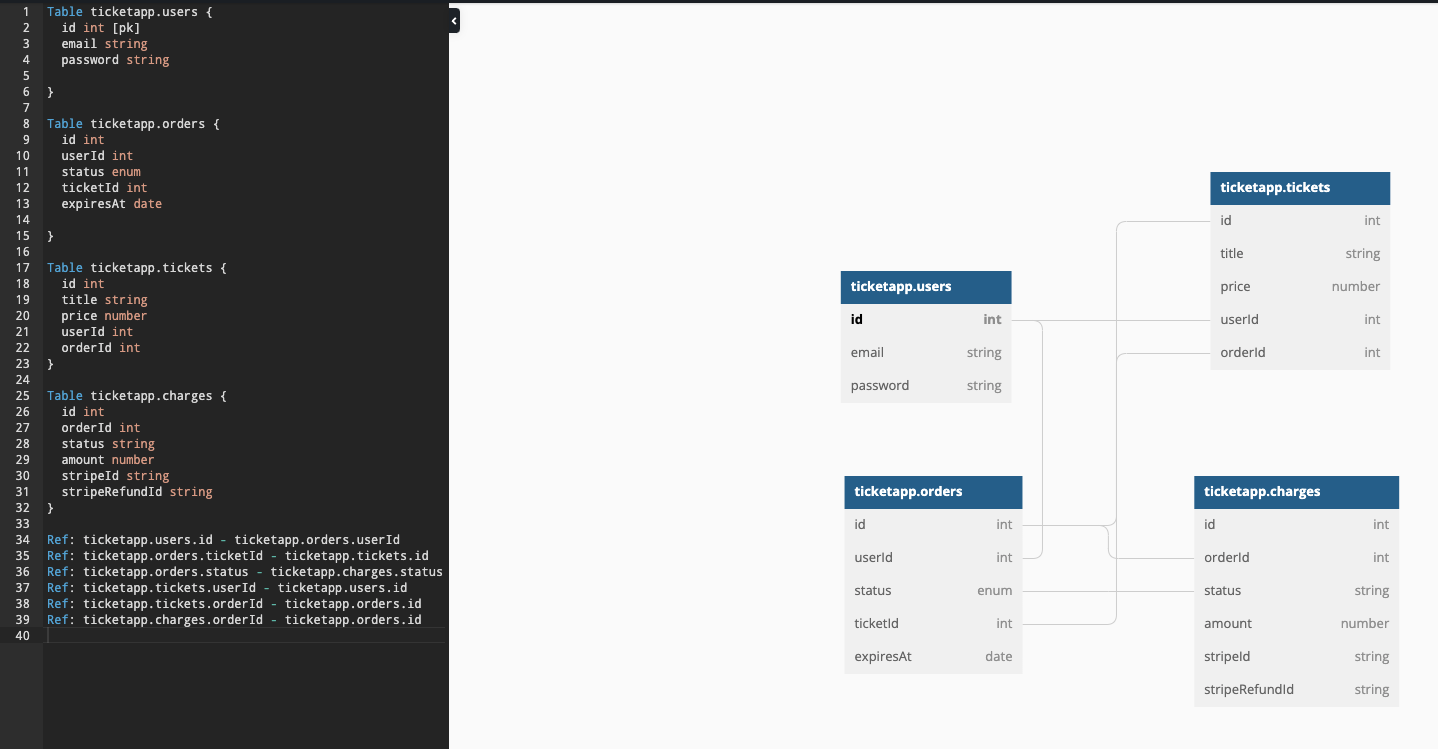 1 Table ticketapp.users {
2 id int [pk]
3 email string
4 password string
5
6 }
7
8 Table ticketapp.orders {
9 id int
10 userId int
11 status enum
12 ticketId int
13 expiresAt date
14
15 }
16
17 Table ticketapp.tickets {
18 id int
19 title string
20 price number
21 userId int
22 orderId int
23 }
24
25 Table ticketapp.charges {
26 id int
27 orderId int
28 status string
29 amount number
30 stripeId string
31 stripeRefundId string
32 }
33
34 Ref: ticketapp.users.id - ticketapp.orders.userId
35 Ref: ticketapp.orders.ticketId - ticketapp.tickets.id
36 Ref: ticketapp.orders.status - ticketapp.charges.status
37 Ref: ticketapp.tickets.userId - ticketapp.users.id
38 Ref: ticketapp.tickets.orderId - ticketapp.orders.id
39 Ref: ticketapp.charges.orderId - ticketapp.orders.id
40
ticketapp.users
id int
email string
password string
ticketapp.tickets
id int
title string
price number
userId int
orderId int
ticketapp.orders
id int
userId int
status enum
ticketId int
expiresAt date
ticketapp.charges
id int
orderId int
status string
amount number
stripeId string
stripeRefundId string